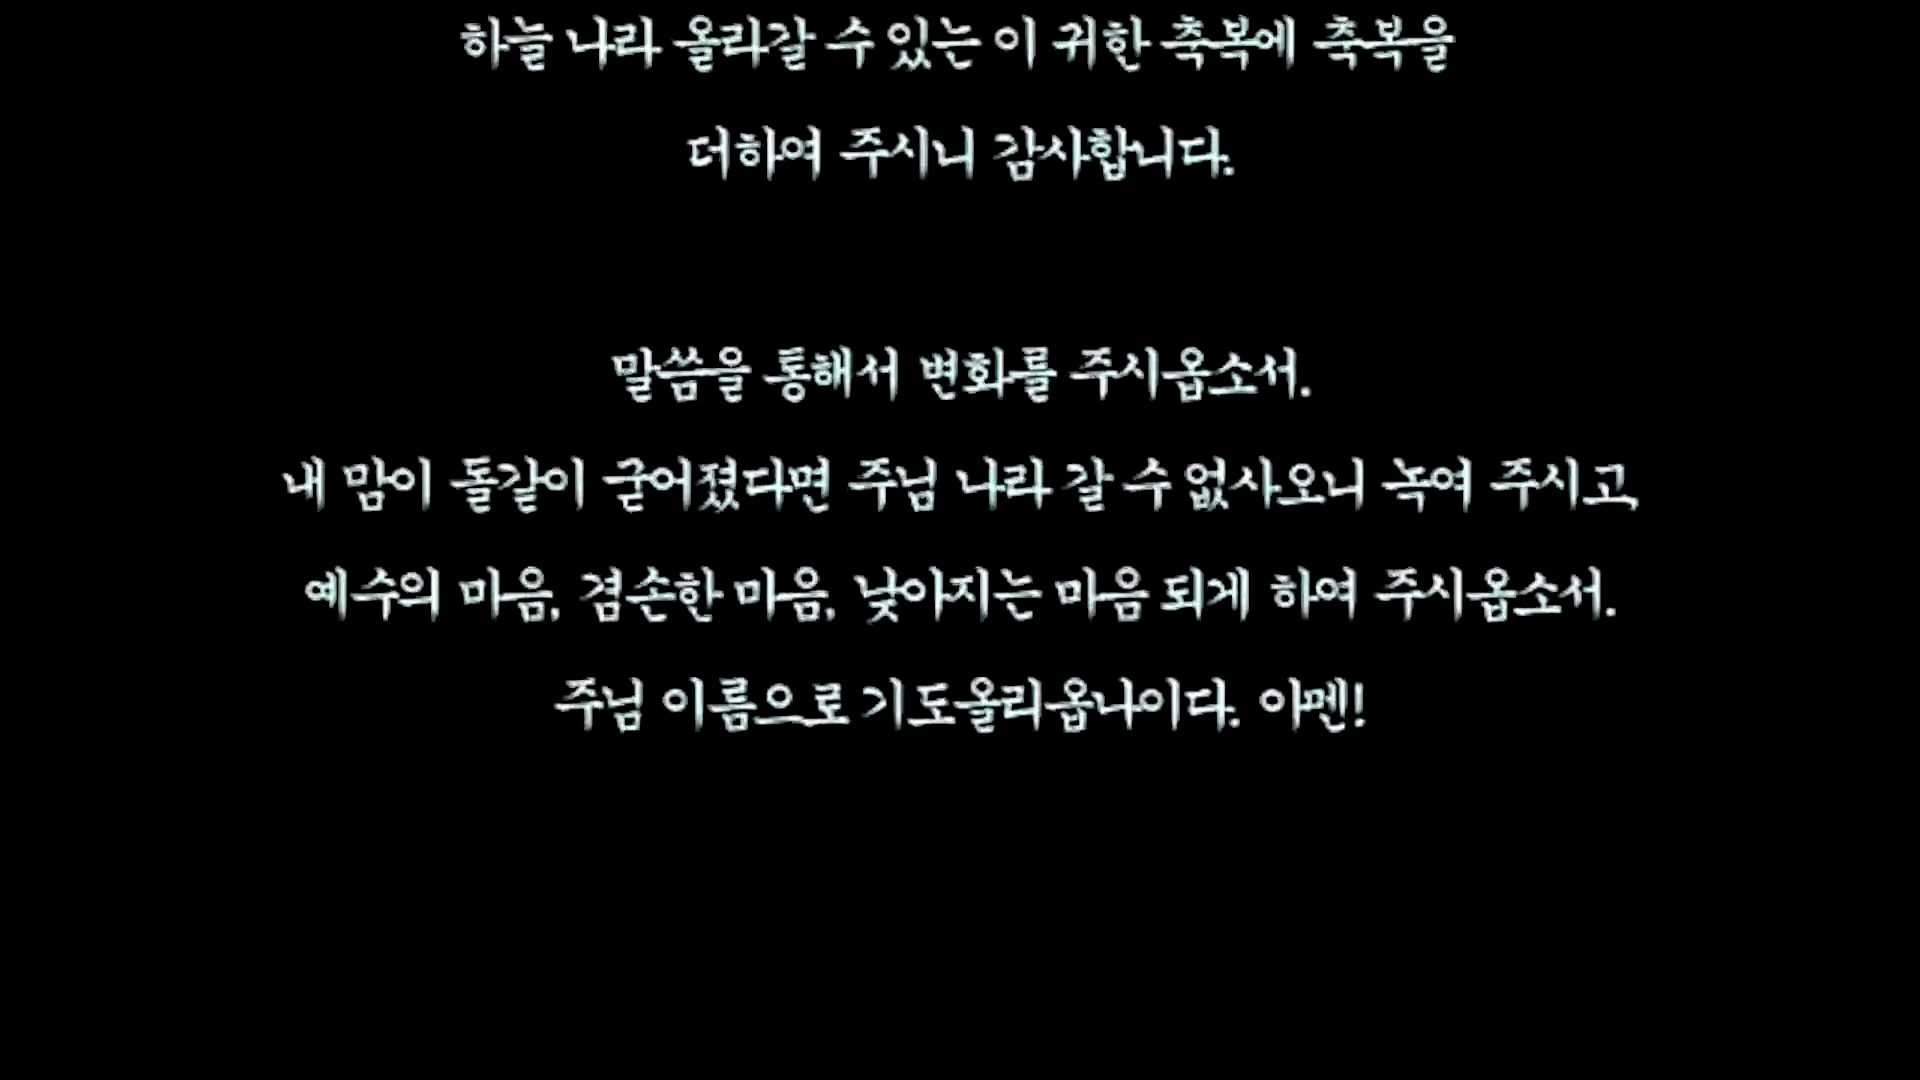 하늘 나라 올라갈 수 있는 이 귀한 축복에 축복을
더하여 주시니 감사합니다.
말씀을 통해서 변화를 주시옵소서.
내 맘이 돌같이 굳어졌다면 주님 나라 갈 수 없사오니 녹여 주시고,
예수의 마음, 겸손한 마음, 낮아지는 마음 되게 하여 주시옵소서.
주님 이름으로 기도올리옵나이다. 아멘!